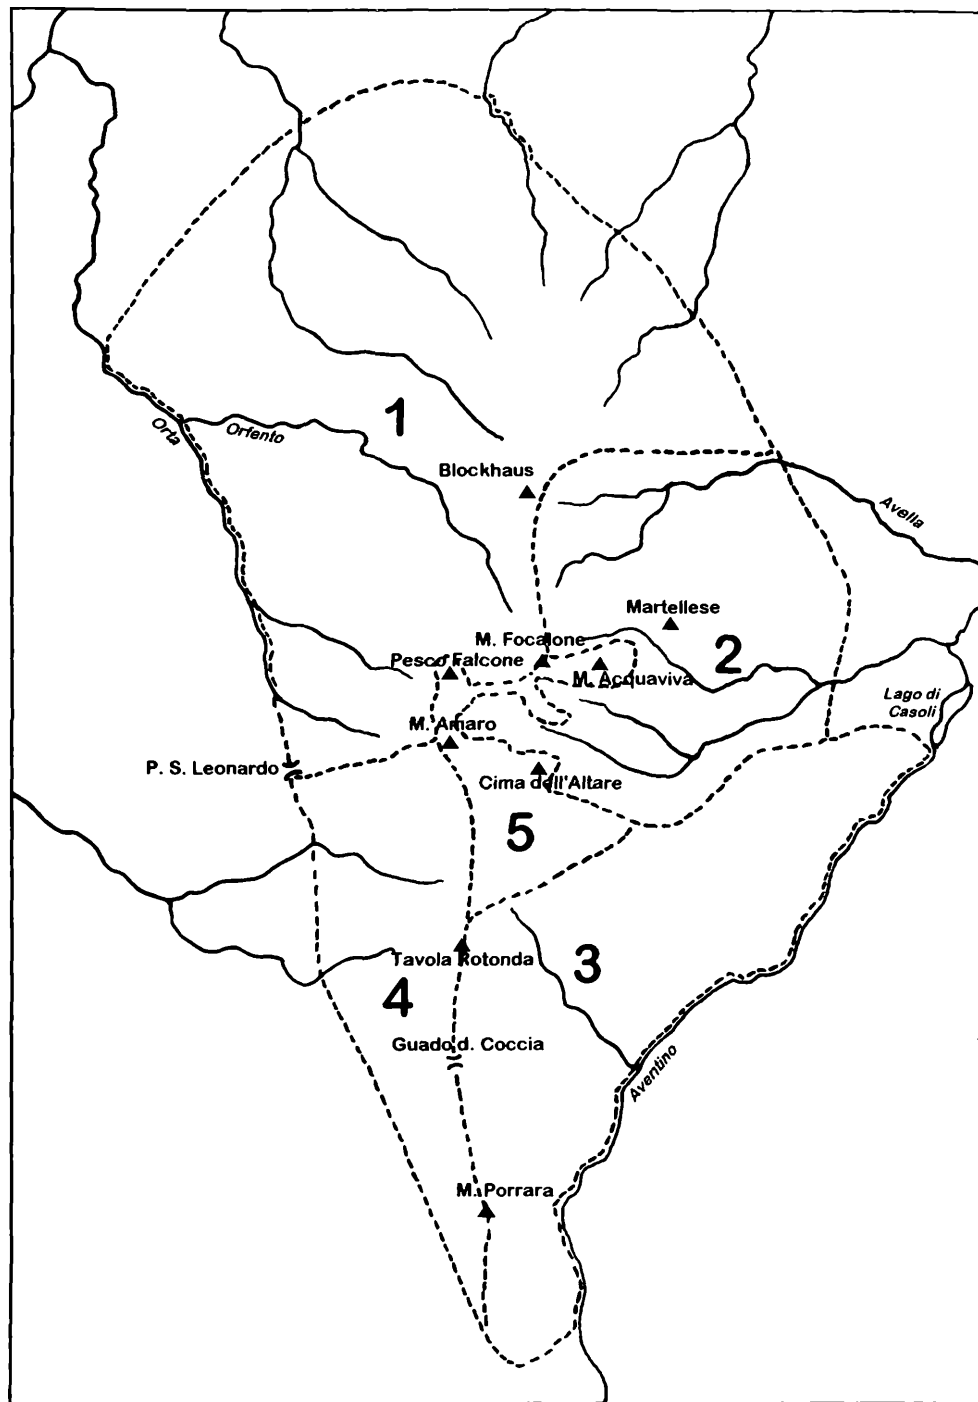 1
Orta
Orfento
Blockhaus
Avella
Martellese
M. Focalone
2
Pesco Falcone
M. Acquaviva
Lago di
Casoli
M. Amaro
P. S. Leonardo
Cima dell'Altare
5
Tavola Rotonda
3
4
Guado d. Coccia
Aventino
M. Porrara